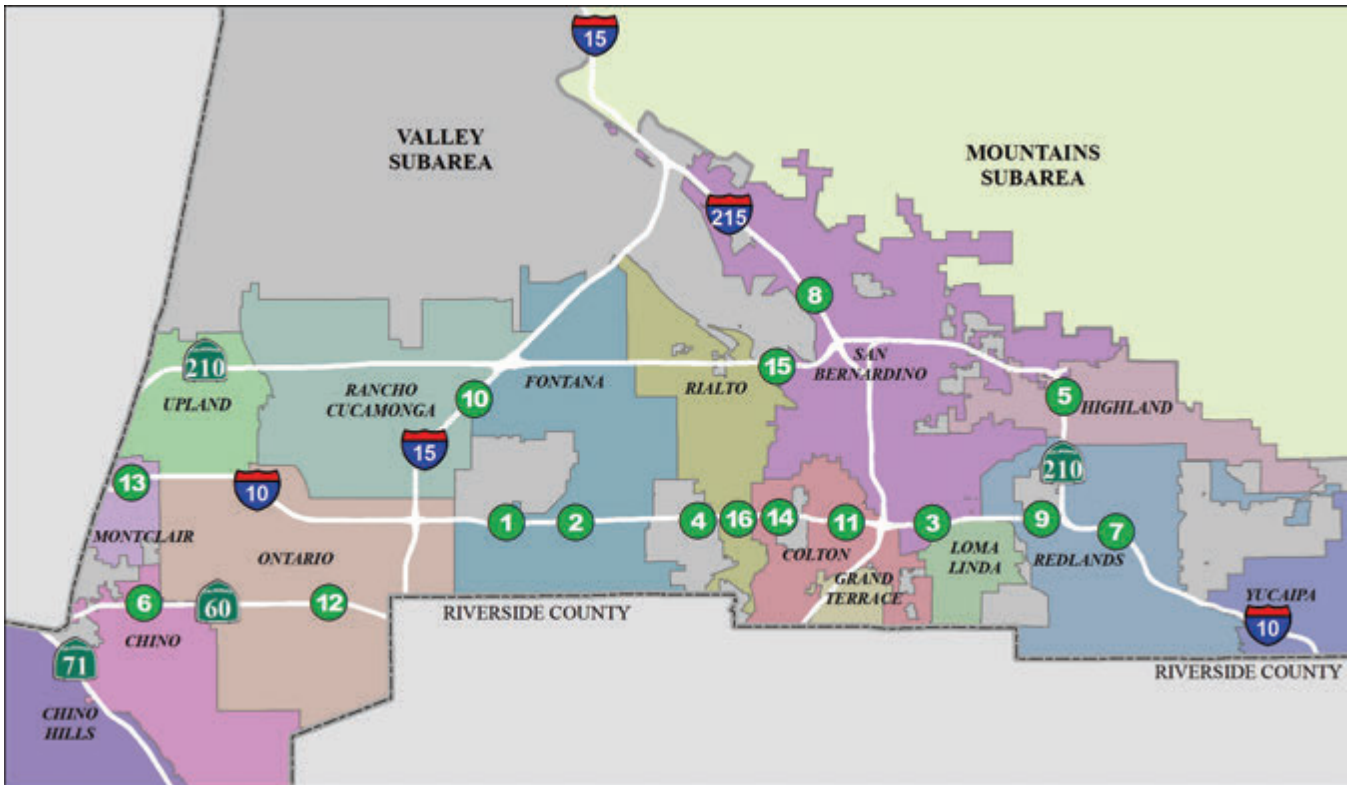 15
VALLEY
SUBAREA
MOUNTAINS
SUBAREA
215
8
210
15
SAN
BERNARDINO
UPLAND
RANCHO
CUCAMONGA
10
FONTANA
RIALTO
5
HIGHLAND
15
210
13
10
MONTCLAIR
1
2
4
16
14
11
3
9
7
ONTARIO
COLTON
LOMA
LINDA
REDLANDS
GRAND
TERRACE
6
60
12
RIVERSIDE COUNTY
YUCAIPA
10
CHINO
71
RIVERSIDE COUNTY
CHINO
HILLS